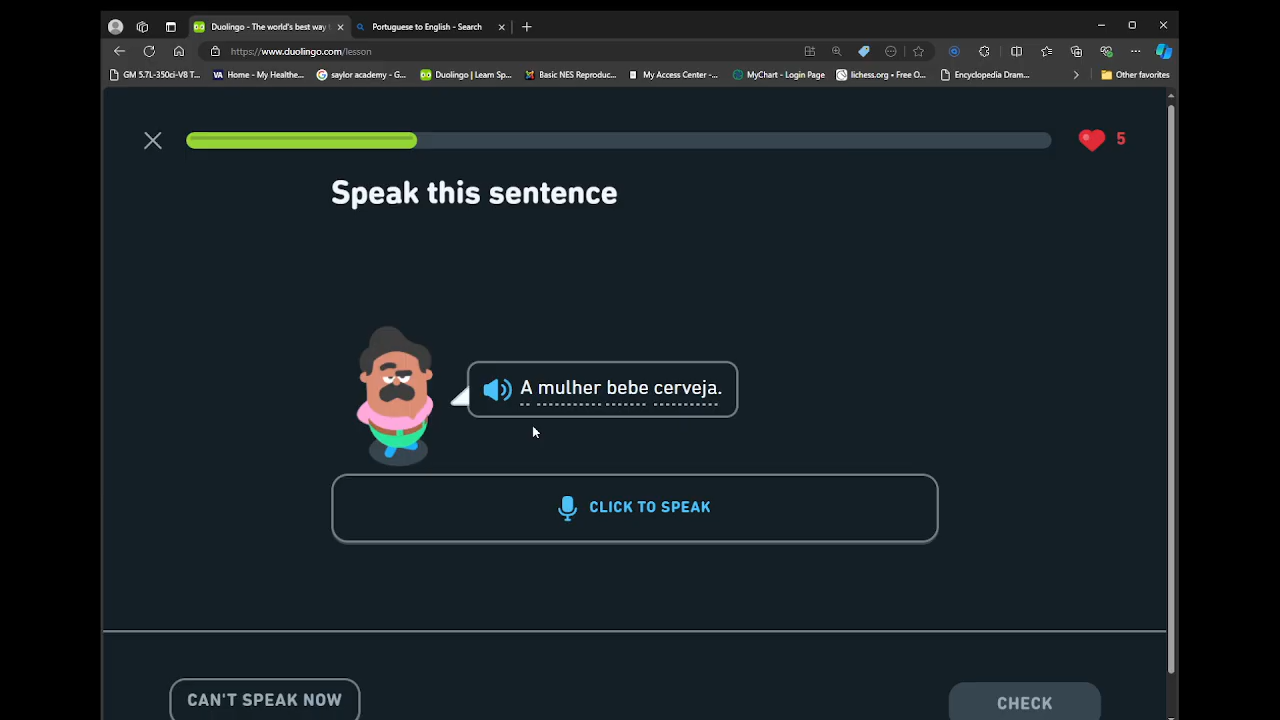 Duolingo - The world's best way
Portuguese to English - Search
https://www.duolingo.com/lesson
GM 5.7L-350ci-V8 T...
Home - My Healthe...
saylor academy - G...
Duolingo | Learn Sp...
Basic NES Reproduc...
My Access Center -...
MyChart - Login Page
lichess.org • Free O...
Encyclopedia Dram...
Other favorites
5
Speak this sentence
A mulher bebe cerveja.
CLICK TO SPEAK
CAN'T SPEAK NOW
CHECK